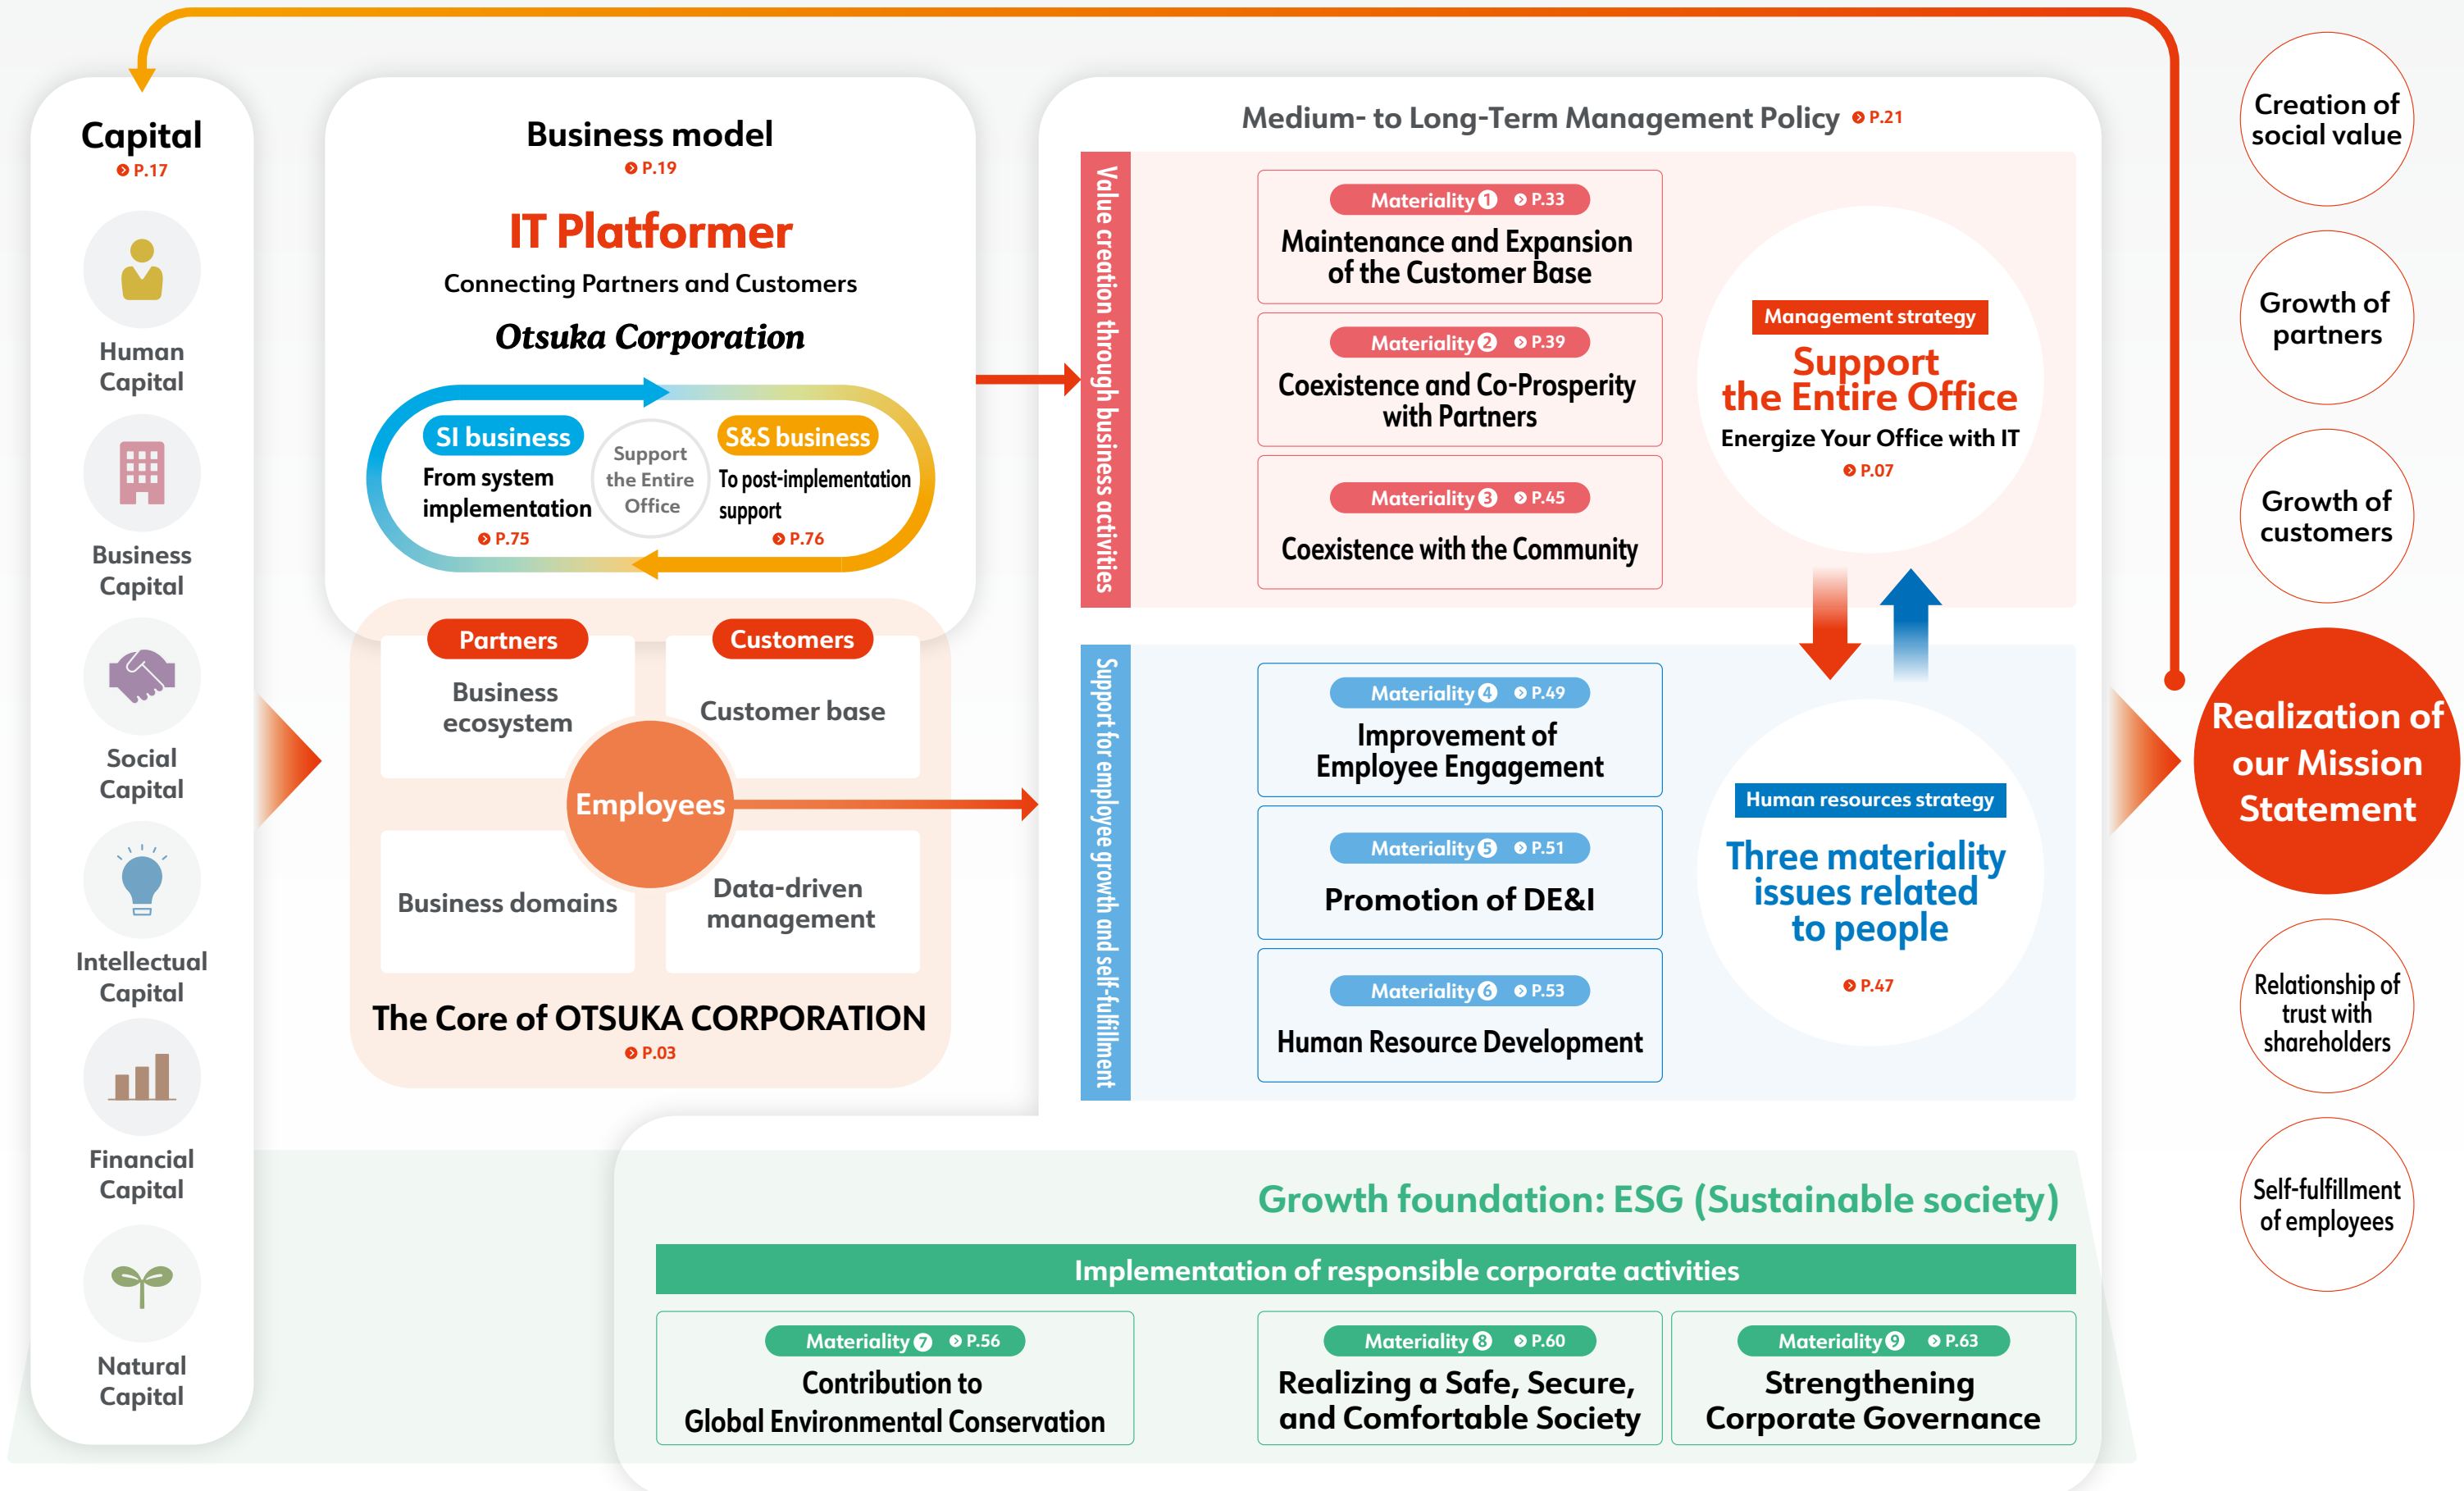 Capital
P.17
Human
Capital
Business
Capital
Social
Capital
Intellectual
Capital
Financial
Capital
Natural
Capital
Business model
P.19
IT Platformer
Connecting Partners and Customers
Otsuka Corporation
SI business
From system
implementation
P.75
Support
the Entire
Office
S&S business
To post-implementation
support
P.76
Partners
Business
ecosystem
Customers
Customer base
Employees
Business domains
Data-driven
management
The Core of OTSUKA CORPORATION
P.03
Medium- to Long-Term Management Policy P.21
Value creation through business activities
Materiality 1 P.33
Maintenance and Expansion
of the Customer Base
Materiality 2 P.39
Coexistence and Co-Prosperity
with Partners
Materiality 3 P.45
Coexistence with the Community
Management strategy
Support
the Entire Office
Energize Your Office with IT
P.07
Support for employee growth and self-fulfillment
Materiality 4 P.49
Improvement of
Employee Engagement
Materiality 5 P.51
Promotion of DE&I
Materiality 6 P.53
Human Resource Development
Human resources strategy
Three materiality
issues related
to people
P.47
Growth foundation: ESG (Sustainable society)
Implementation of responsible corporate activities
Materiality 7 P.56
Contribution to
Global Environmental Conservation
Materiality 8 P.60
Realizing a Safe, Secure,
and Comfortable Society
Materiality 9 P.63
Strengthening
Corporate Governance
Creation of
social value
Growth of
partners
Growth of
customers
Realization of
our Mission
Statement
Relationship of
trust with
shareholders
Self-fulfillment
of employees